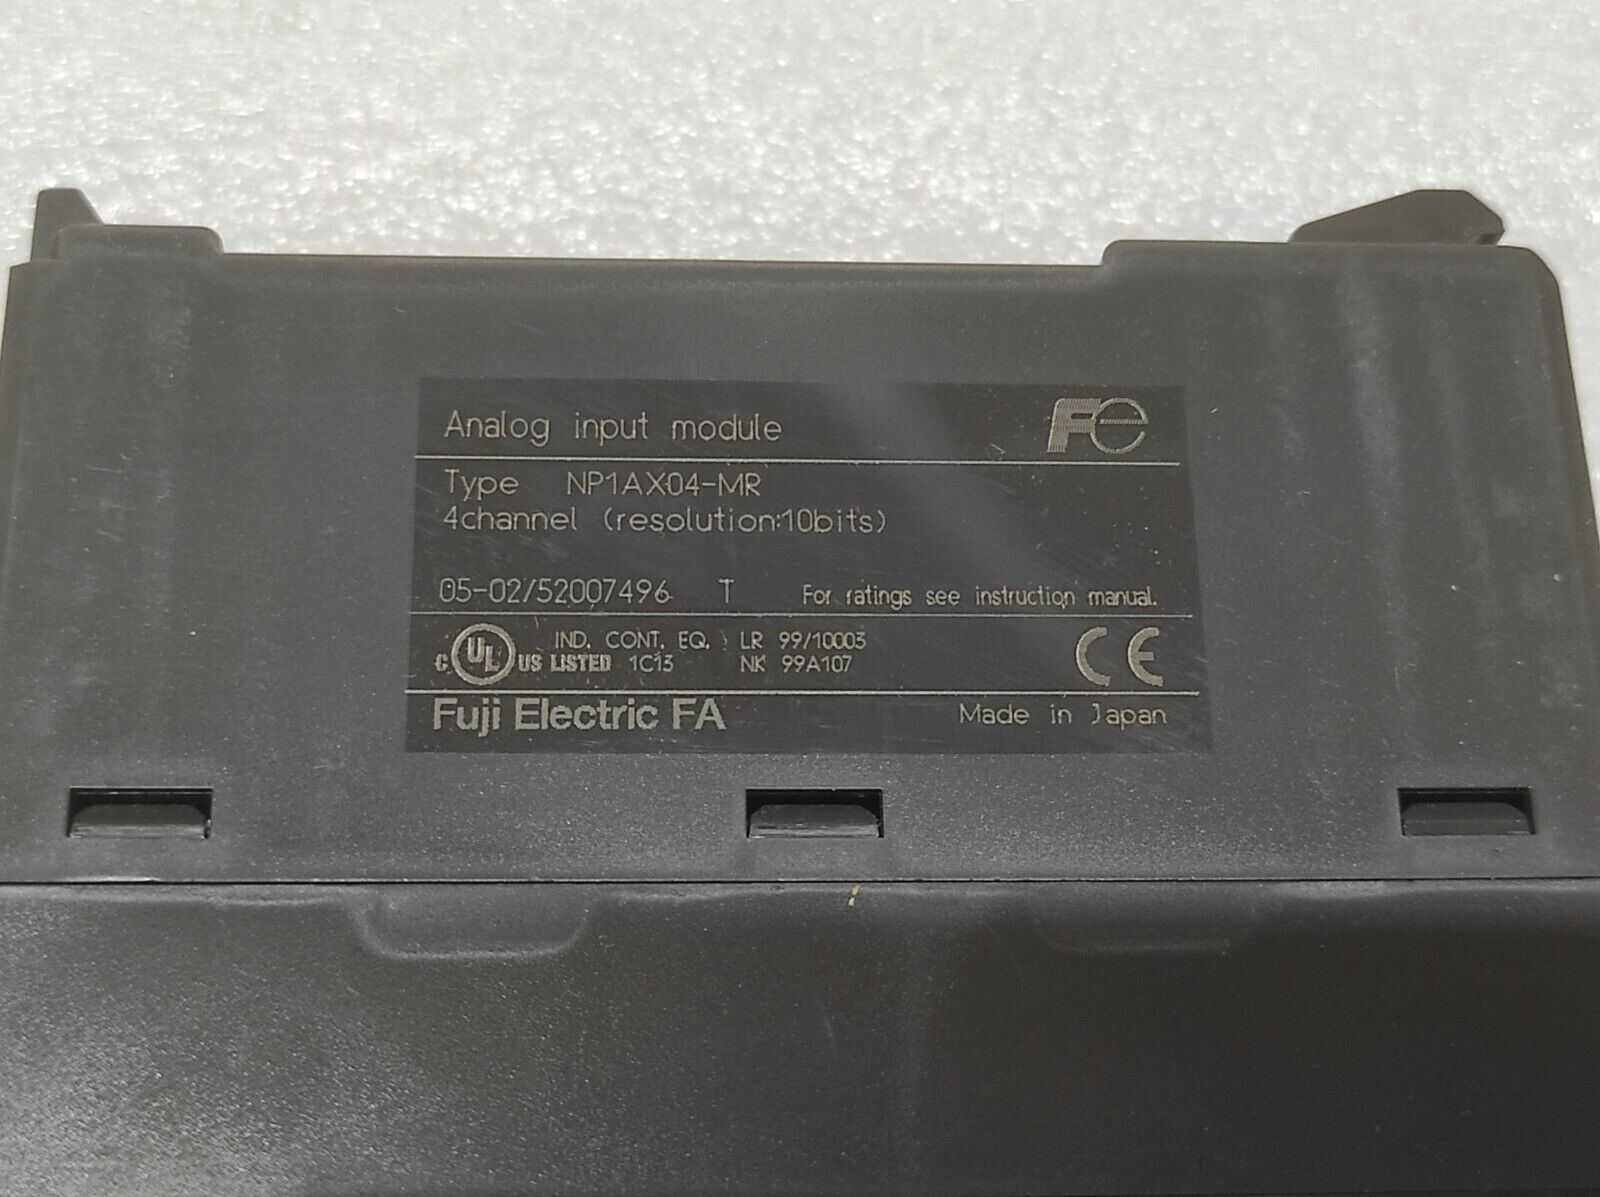 Analog input module
Fe
Type NP1AX04-MR
4channel (resolution:10bits)
05-02/52007496 T For ratings see instruction manual.
C UL US LISTED IND. CONT. EQ. 1C13
LR 99/10003
NK 99A107
CE
Fuji Electric FA Made in Japan